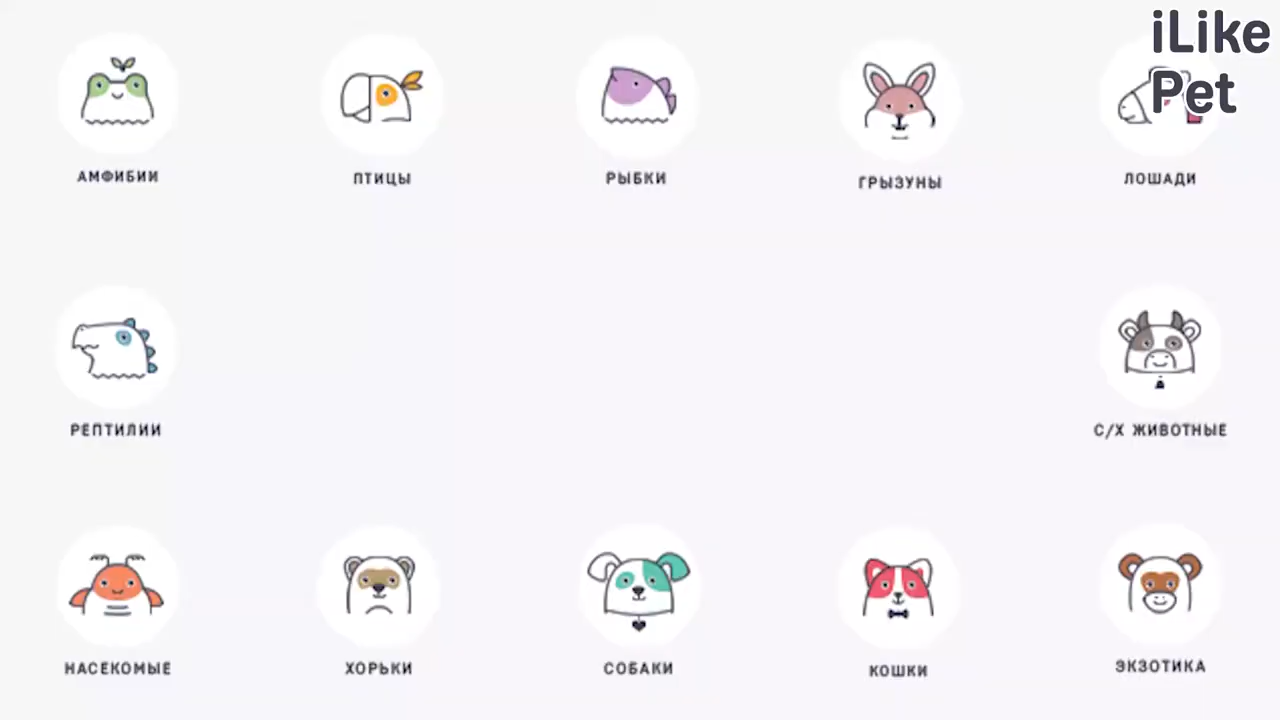 iLike
Pet
АМФИБИИ
ПТИЦЫ
РЫБКИ
ГРЫЗУНЫ
ЛОШАДИ
РЕПТИЛИИ
С/Х ЖИВОТНЫЕ
НАСЕКОМЫЕ
ХОРЬКИ
СОБАКИ
КОШКИ
ЭКЗОТИКА